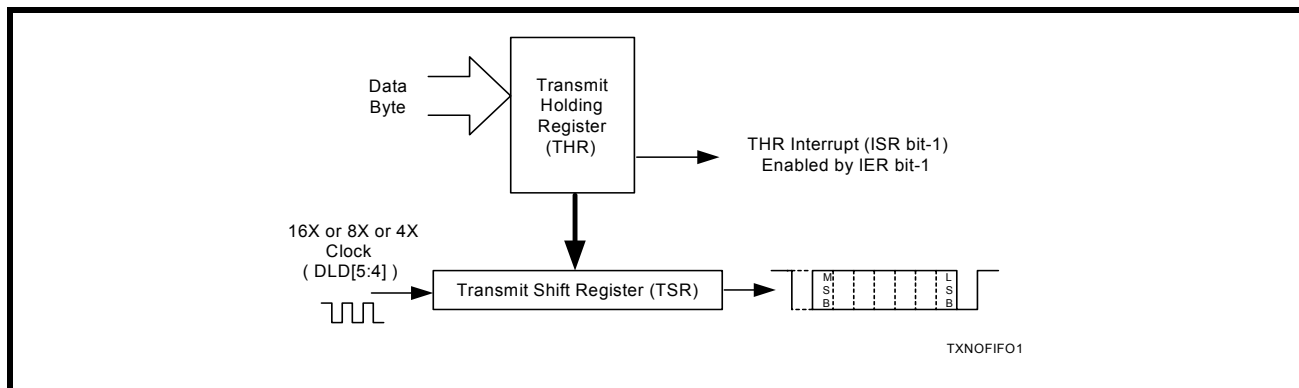 Data
Byte
Transmit
Holding
Register
(THR)
THR Interrupt (ISR bit-1)
Enabled by IER bit-1
16X or 8X or 4X
Clock
( DLD[5:4] )
Transmit Shift Register (TSR)
M
S
B
L
S
B
TXNOFIFO1